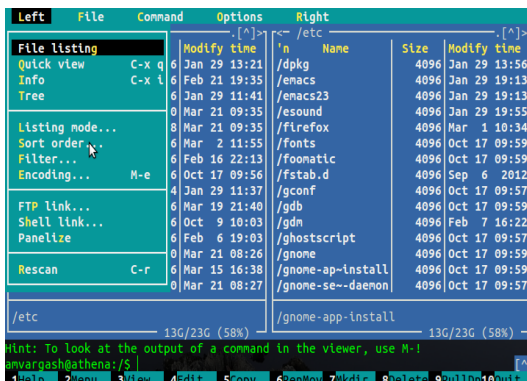 Left File Command Options Right
.[^]>┐┌<─ /etc .[^]>
File listing Modify time 'n Name Size Modify time
Quick view C-x q 6 Jan 29 13:21 /dpkg 4096 Jan 29 13:56
Info C-x i 6 Feb 21 19:35 /emacs 4096 Jan 29 19:13
Tree 6 Jan 29 11:41 /emacs23 4096 Jan 29 19:13
0 Mar 21 09:35 /esound 4096 Jan 29 19:55
Listing mode... 8 Mar 21 09:35 /firefox 4096 Mar 1 10:34
Sort order... 6 Mar 2 11:55 /fonts 4096 Oct 17 09:59
Filter... 6 Feb 16 22:13 /foomatic 4096 Oct 17 09:59
Encoding... M-e 6 Oct 17 09:56 /fstab.d 4096 Sep 6 2012
4 Jan 29 11:37 /gconf 4096 Oct 17 09:57
FTP link... 6 Mar 19 21:40 /gdb 4096 Oct 17 09:59
Shell link... 6 Oct 9 10:03 /gdm 4096 Feb 7 16:22
Panelize 6 Feb 6 19:03 /ghostscript 4096 Oct 17 09:57
0 Mar 21 08:26 /gnome 4096 Oct 17 09:59
Rescan C-r 6 Mar 15 16:38 /gnome-ap~install 4096 Oct 17 09:59
0 Mar 21 08:27 /gnome-se~-daemon 4096 Oct 17 09:57
/etc /gnome-app-install
13G/23G (58%) 13G/23G (58%)
Hint: To look at the output of a command in the viewer, use M-!
amvargash@athena:/$ [^
1Help 2Menu 3View 4Edit 5Copy 6RenMov 7Mkdir 8Delete 9PullDn 10Quit